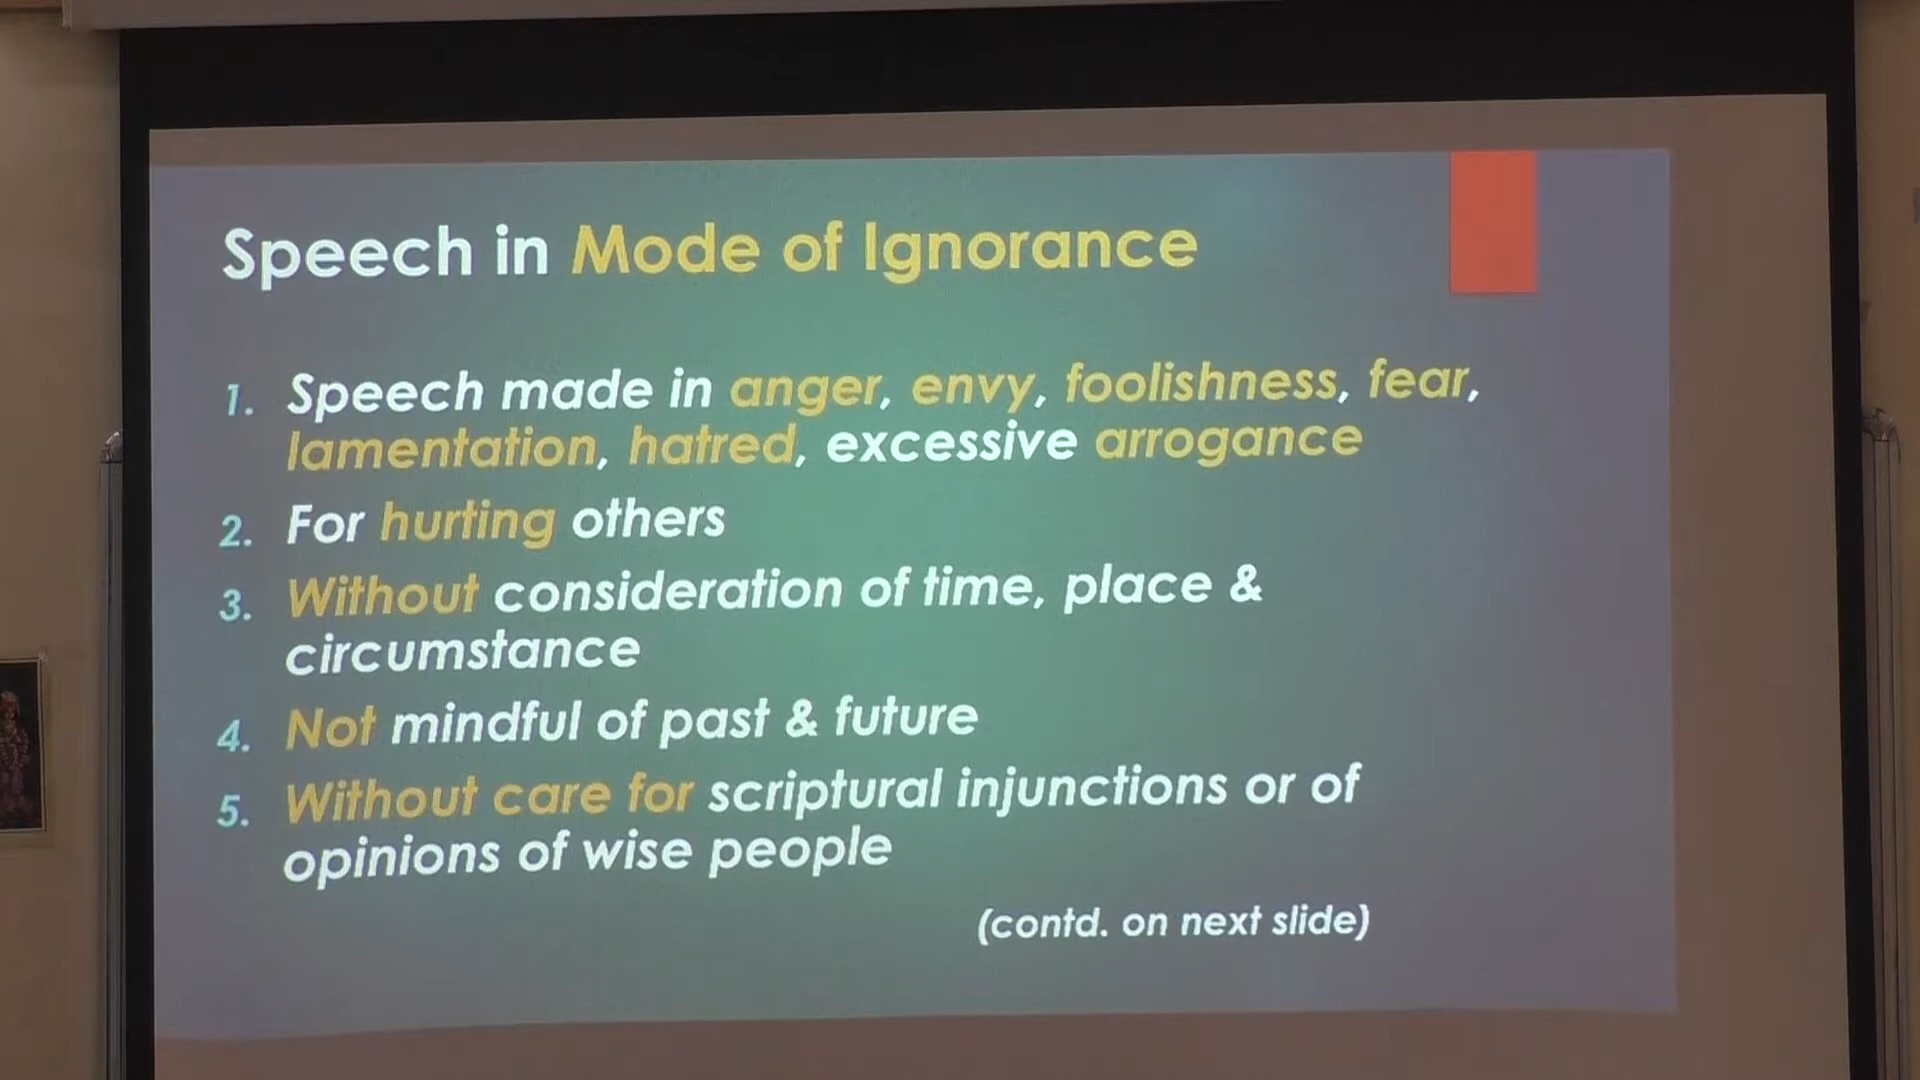 Speech in Mode of Ignorance
1. Speech made in anger, envy, foolishness, fear,
lamentation, hatred, excessive arrogance
2. For hurting others
3. Without consideration of time, place &
circumstance
4. Not mindful of past & future
5. Without care for scriptural injunctions or of
opinions of wise people
(contd. on next slide)